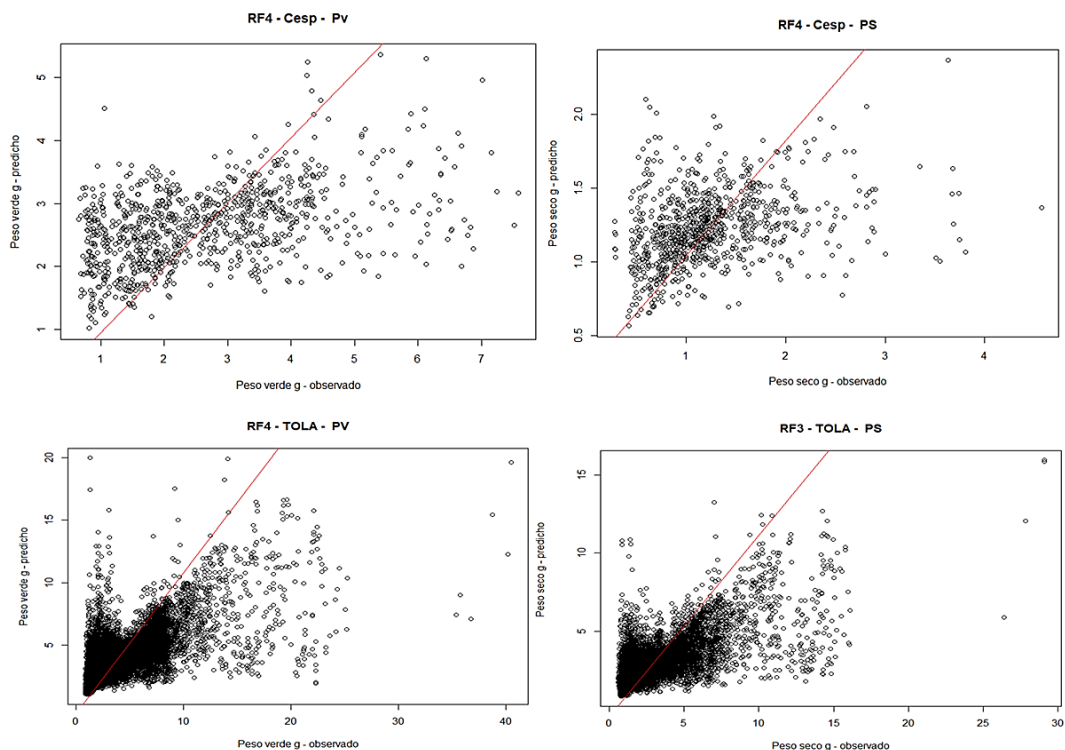 RF4 - Cesp - Pv
Peso verde g - predicho
5
4
3
2
1
1 2 3 4 5 6 7
Peso verde g - observado
RF4 - Cesp - PS
Peso seco g - predicho
2.0
1.5
1.0
0.5
1 2 3 4
Peso seco g - observado
RF4 - TOLA - PV
Peso verde g - predicho
20
15
10
5
0 10 20 30 40
Peso verde g - observado
RF3 - TOLA - PS
Peso seco g - predicho
15
10
5
0 5 10 15 20 25 30
Peso seco g - observado